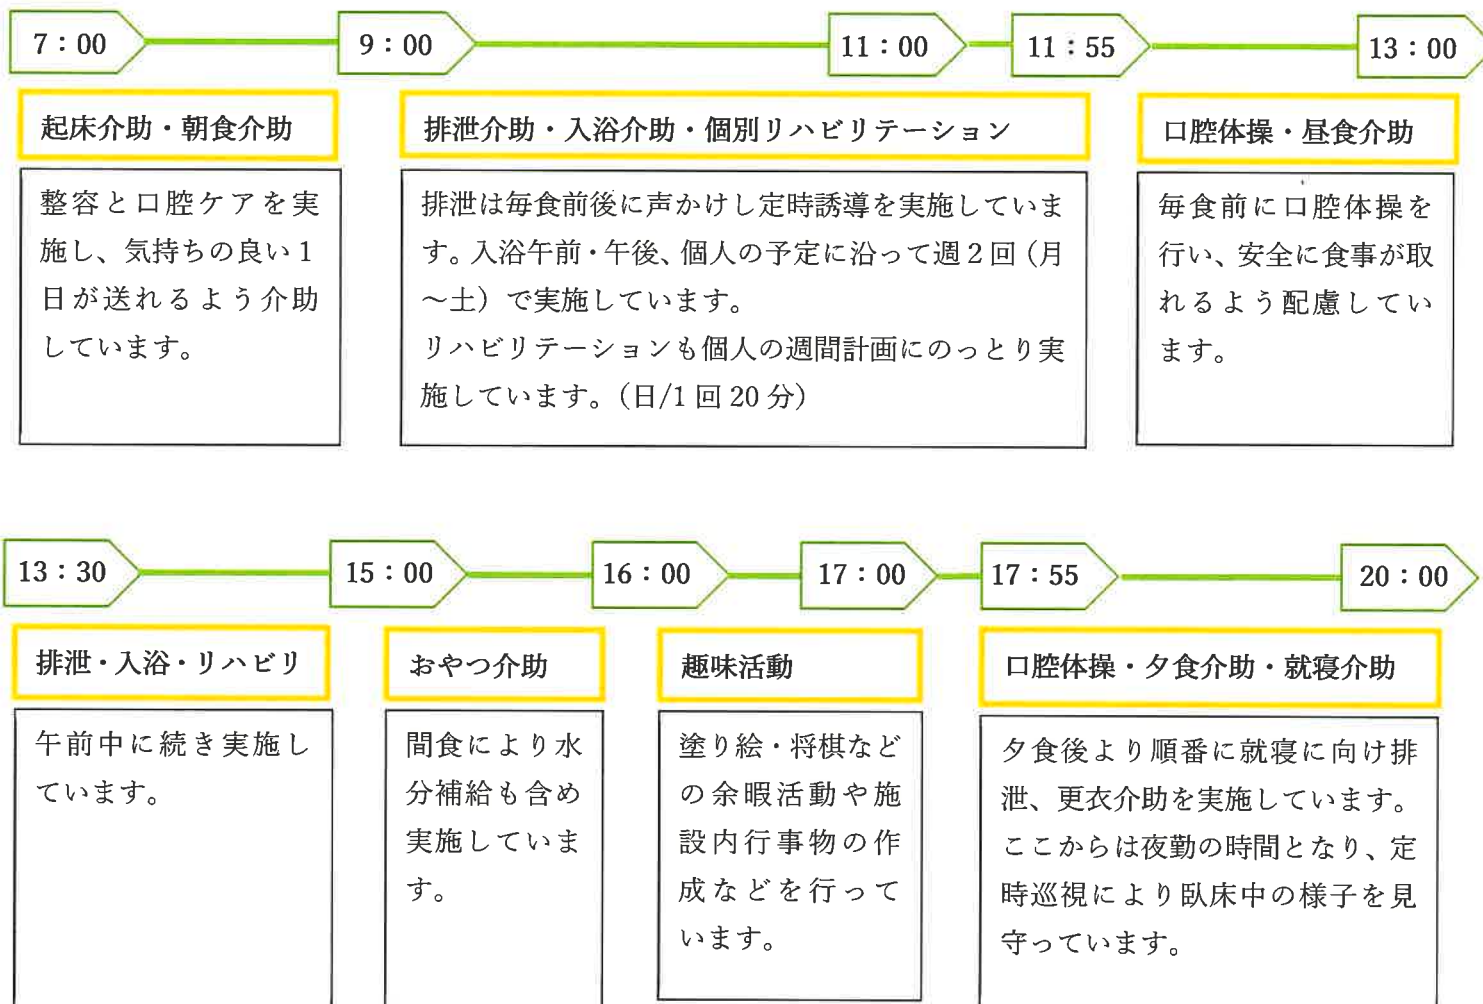 7：00
9：00
11：00
11：55
13：00
起床介助・朝食介助
整容と口腔ケアを実
施し、気持ちの良い１
日が送れるよう介助
しています。
排泄介助・入浴介助・個別リハビリテーション
排泄は毎食前後に声かけし定時誘導を実施していま
す。入浴午前・午後、個人の予定に沿って週２回（月
～土）で実施しています。
リハビリテーションも個人の週間計画にのっとり実
施しています。（日/1 回 20 分）
口腔体操・昼食介助
毎食前に口腔体操を
行い、安全に食事が取
れるよう配慮してい
ます。
13：30
15：00
16：00
17：00
17：55
20：00
排泄・入浴・リハビリ
午前中に続き実施し
ています。
おやつ介助
間食により水
分補給も含め
実施していま
す。
趣味活動
塗り絵・将棋など
の余暇活動や施
設内行事物の作
成などを行って
います。
口腔体操・夕食介助・就寝介助
夕食後より順番に就寝に向け排
泄、更衣介助を実施しています。
ここからは夜勤の時間となり、定
時巡視により臥床中の様子を見
守っています。